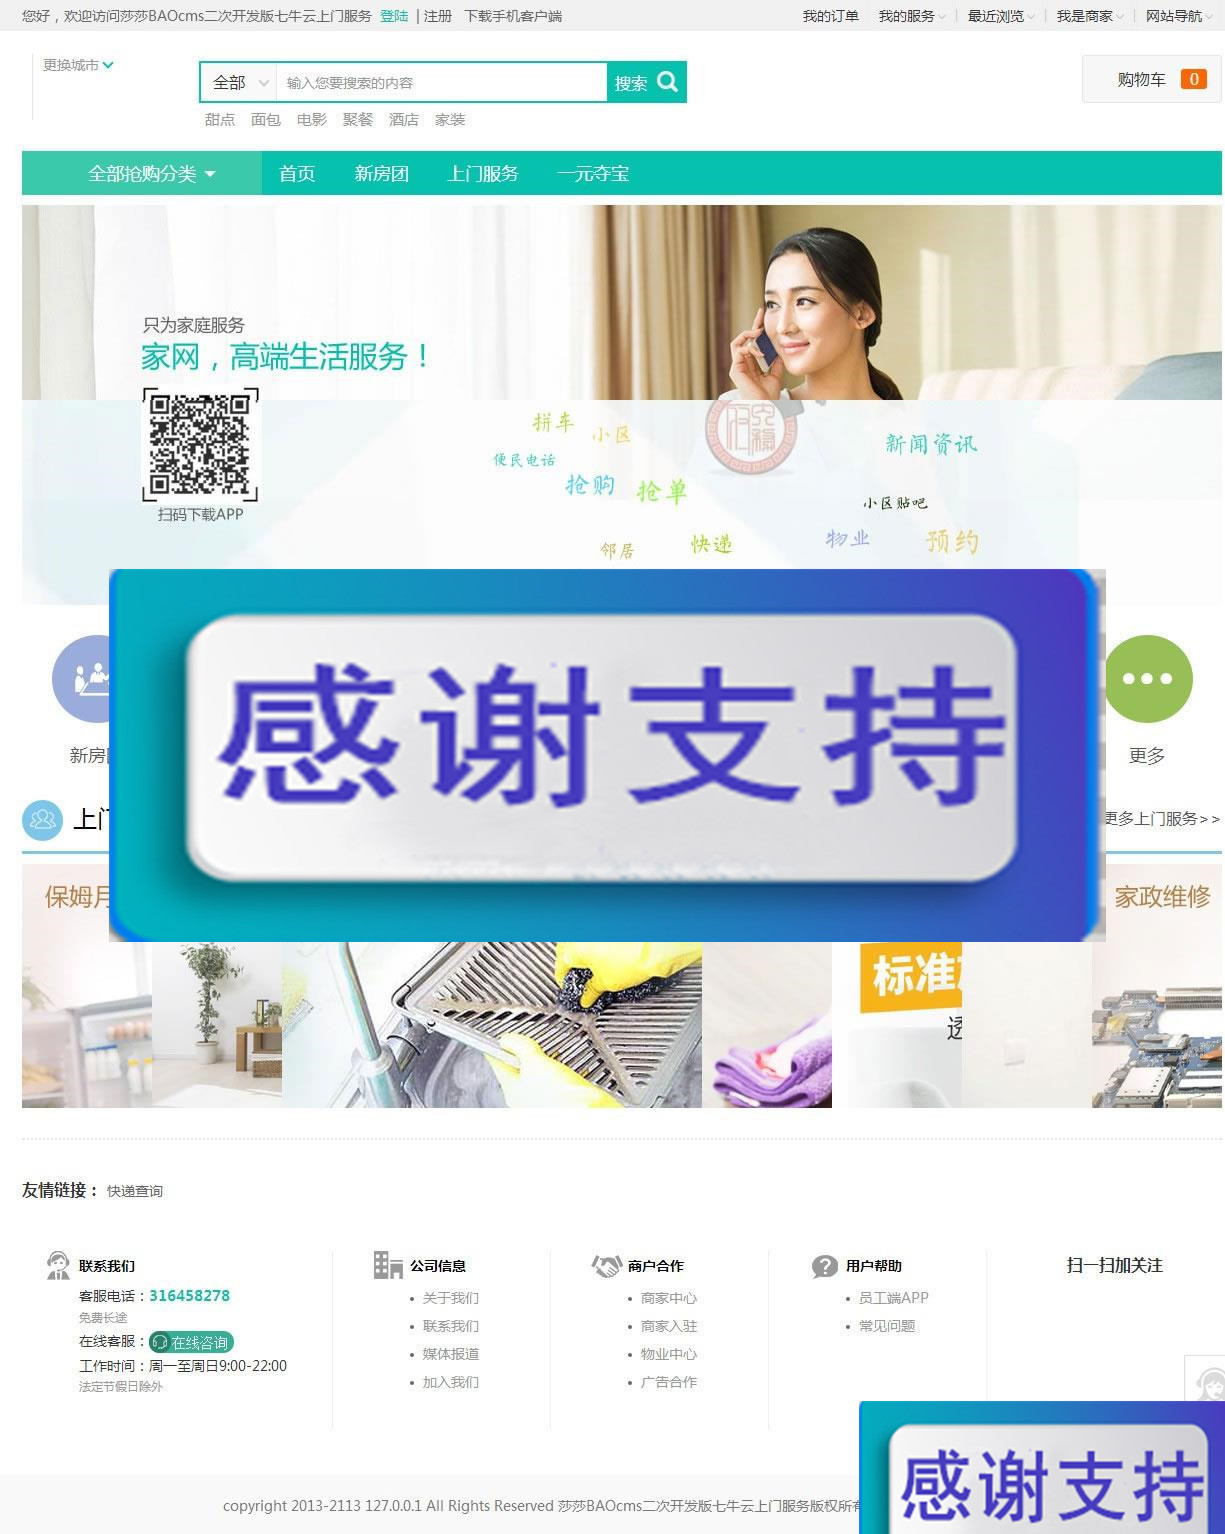 您好，欢迎访问莎莎BAOcms二次开发版七牛云上门服务 登陆 | 注册 下载手机客户端 我的订单 我的服务 最近浏览 我是商家 网站导航
更换城市
全部 输入您要搜索的内容 搜索
购物车 0
甜点 面包 电影 聚餐 酒店 家装
全部抢购分类 首页 新房团 上门服务 一元夺宝
只为家庭服务
家网，高端生活服务！
扫码下载APP
拼车
小区
便民电话
抢购
抢单
新闻资讯
小区贴吧
邻居
快递
物业
预约
感谢支持
新房
更多
上门
更多上门服务>>
保姆月
家政维修
标准
透
友情链接： 快递查询
联系我们
客服电话：316458278
免费长途
在线客服： 在线咨询
工作时间：周一至周日9:00-22:00
法定节假日除外
公司信息
• 关于我们
• 联系我们
• 媒体报道
• 加入我们
商户合作
• 商家中心
• 商家入驻
• 物业中心
• 广告合作
用户帮助
• 员工端APP
• 常见问题
扫一扫加关注
copyright 2013-2113 127.0.0.1 All Rights Reserved 莎莎BAOcms二次开发版七牛云上门服务版权所有
感谢支持